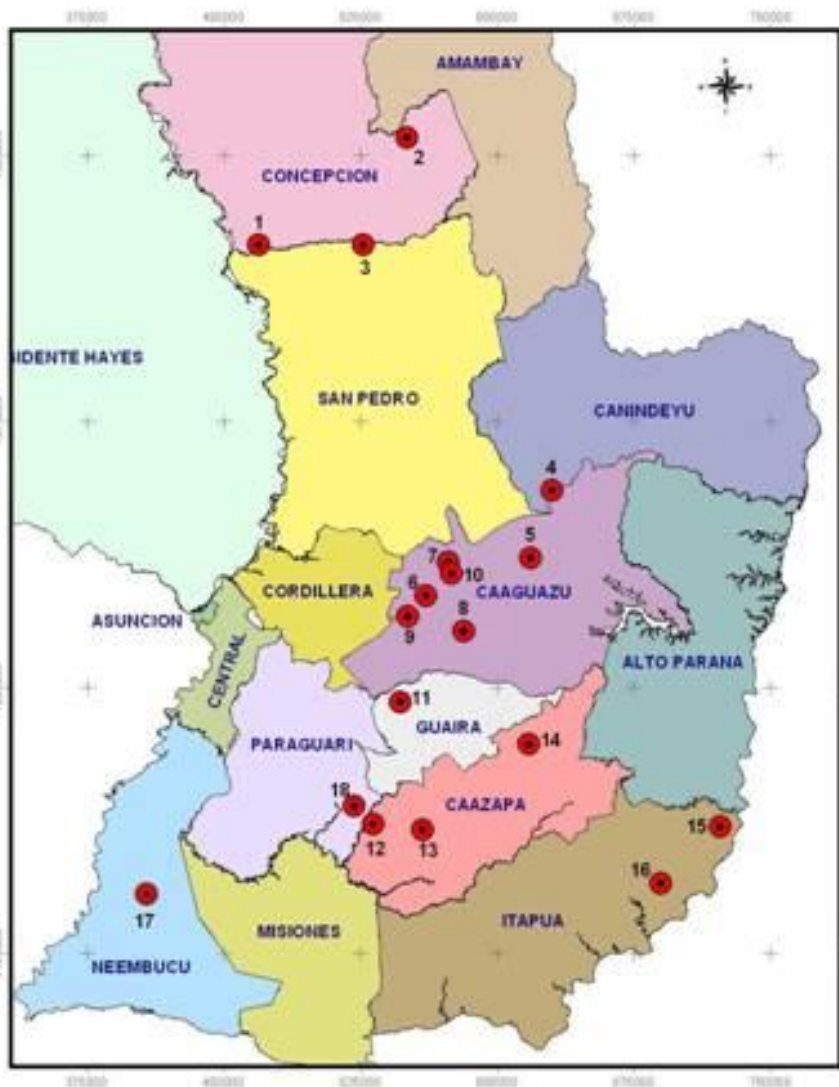 AMAMBAY
2
CONCEPCION
1
3
SIDENTE HAYES
SAN PEDRO
CANINDEYU
4
5
7
10
CORDILLERA
6
CAAGUAZU
ASUNCION
9
8
CENTRAL
ALTO PARANA
11
GUAIRA
PARAGUARI
14
18
CAAZAPA
12
13
15
16
ITAPUA
17
MISIONES
NEEMBUCU